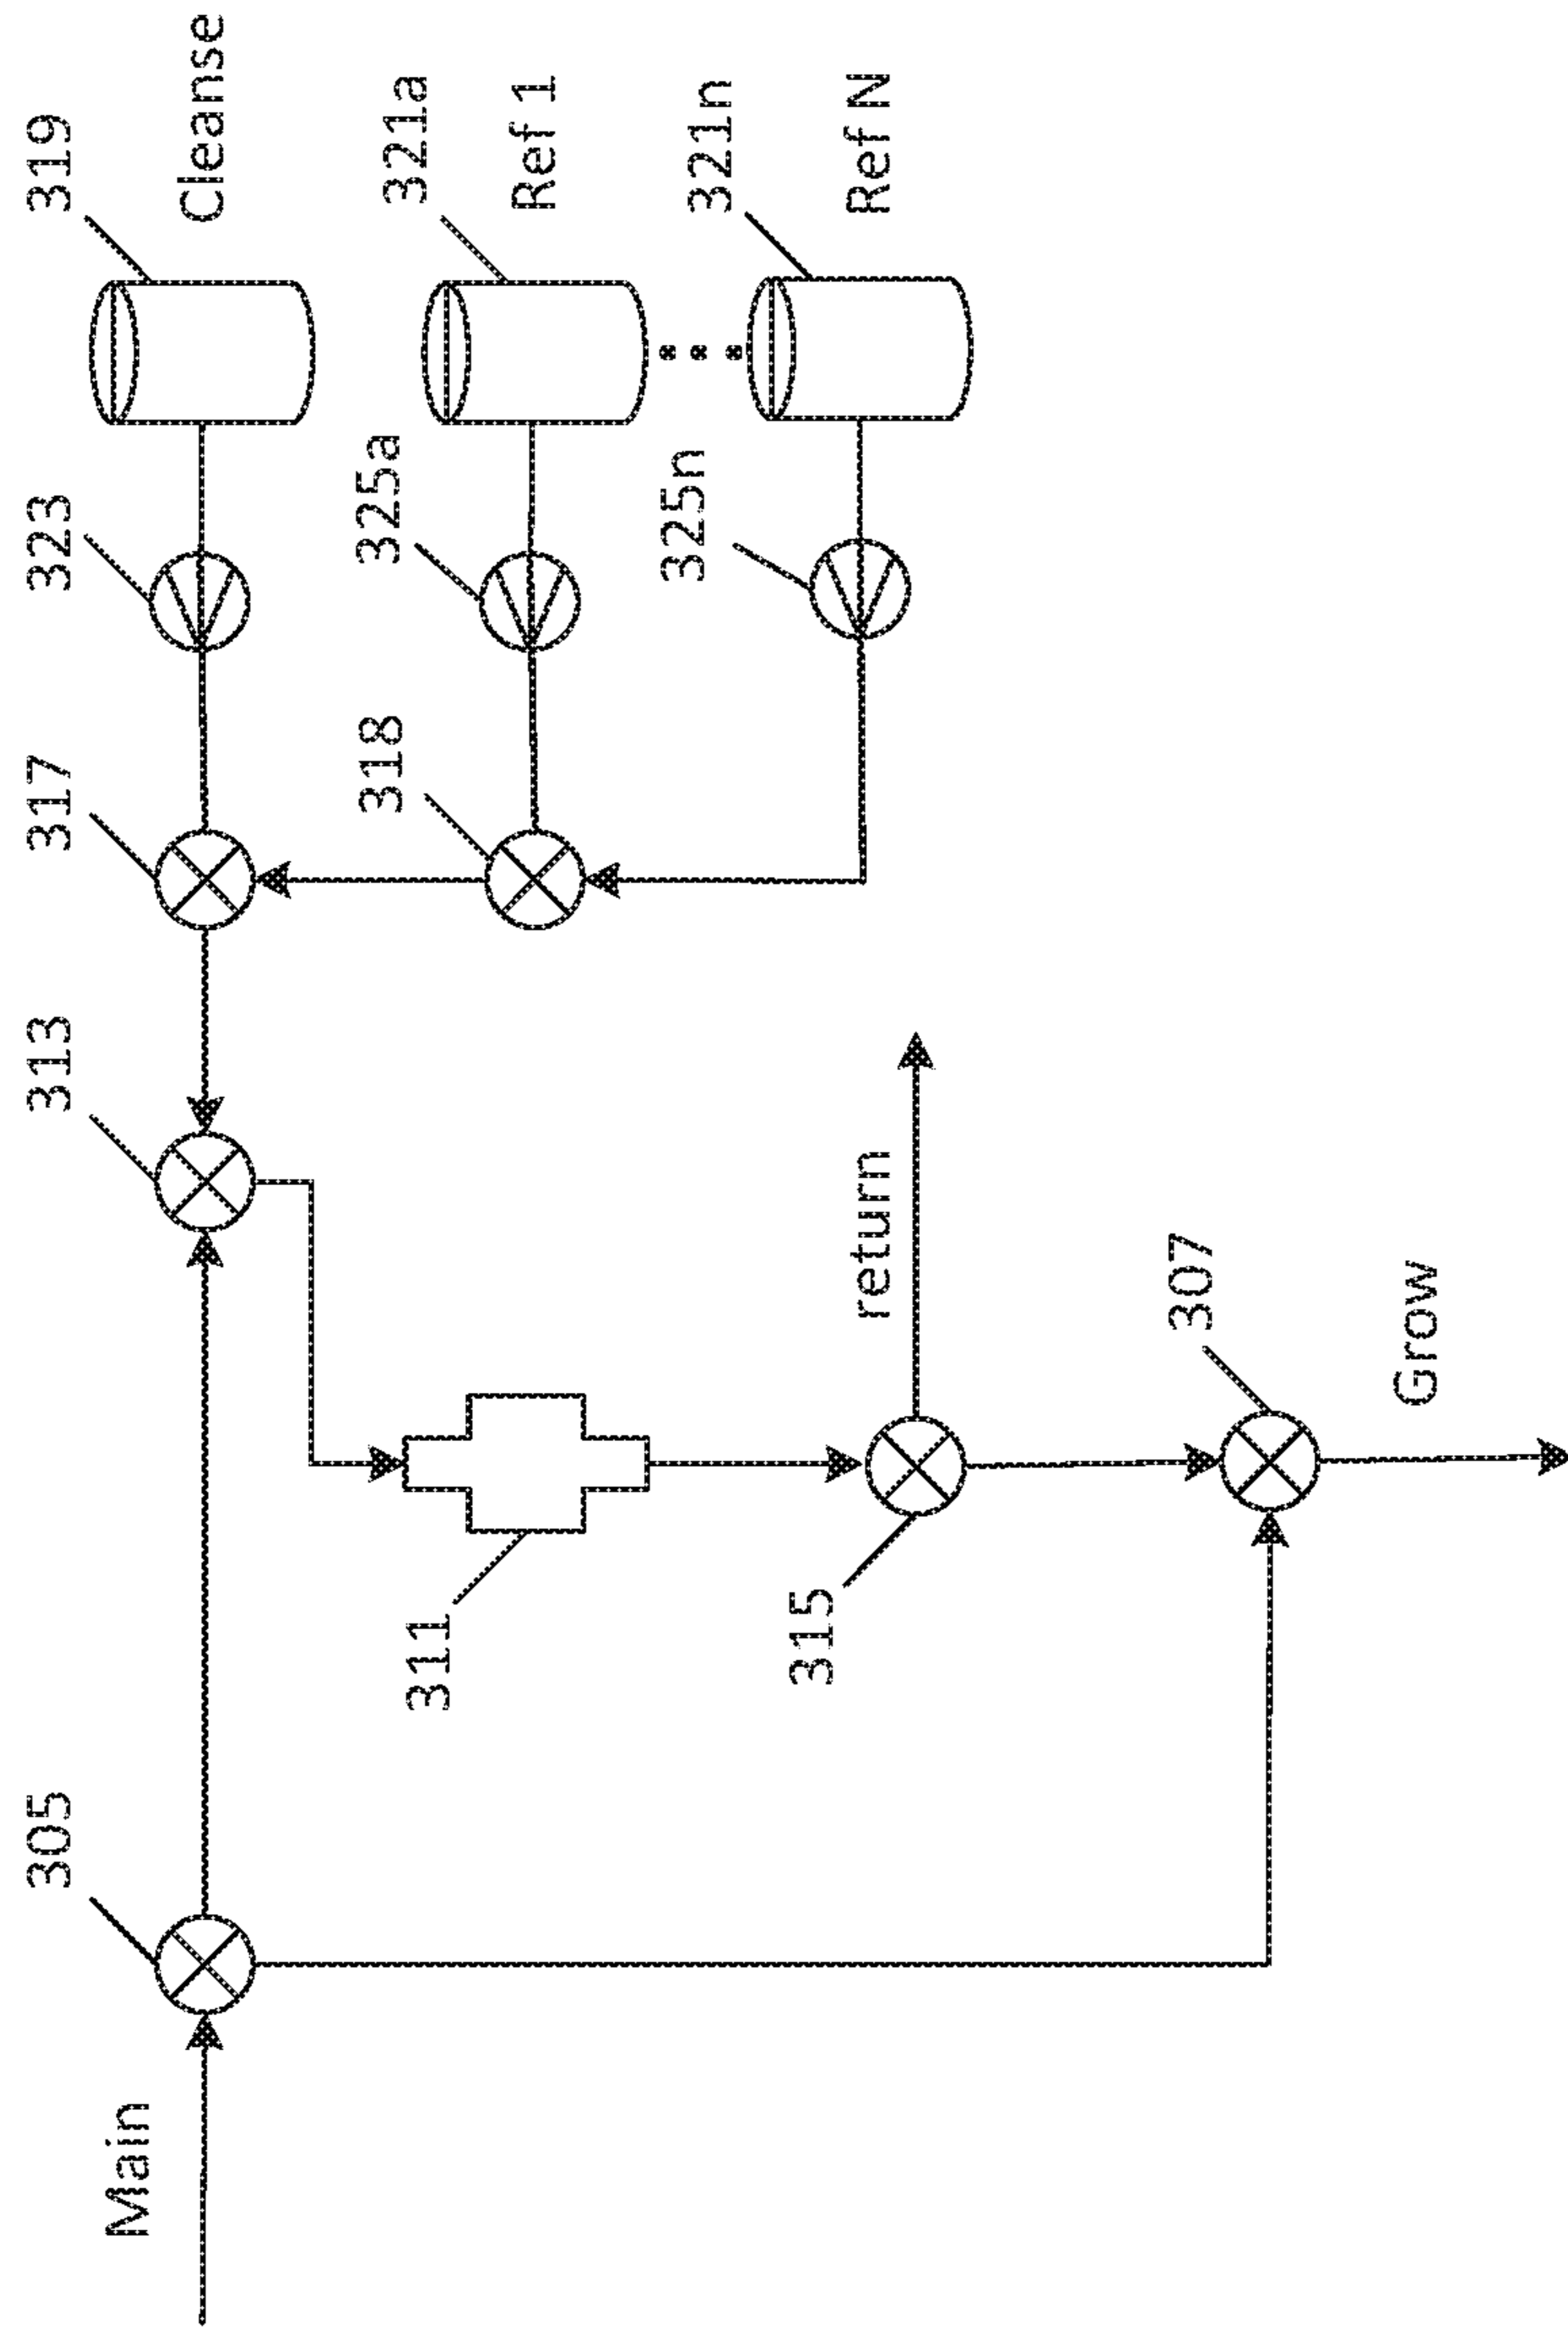 Main
305
313
317
323
319
Cleanse
318
325a
321a
Ref 1
325n
321n
Ref N
311
315
return
307
Grow